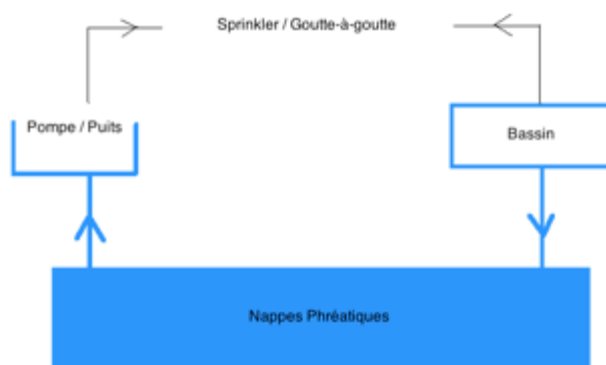 Sprinkler / Goutte-à-goutte
Pompe / Puits
Bassin
Nappes Phréatiques